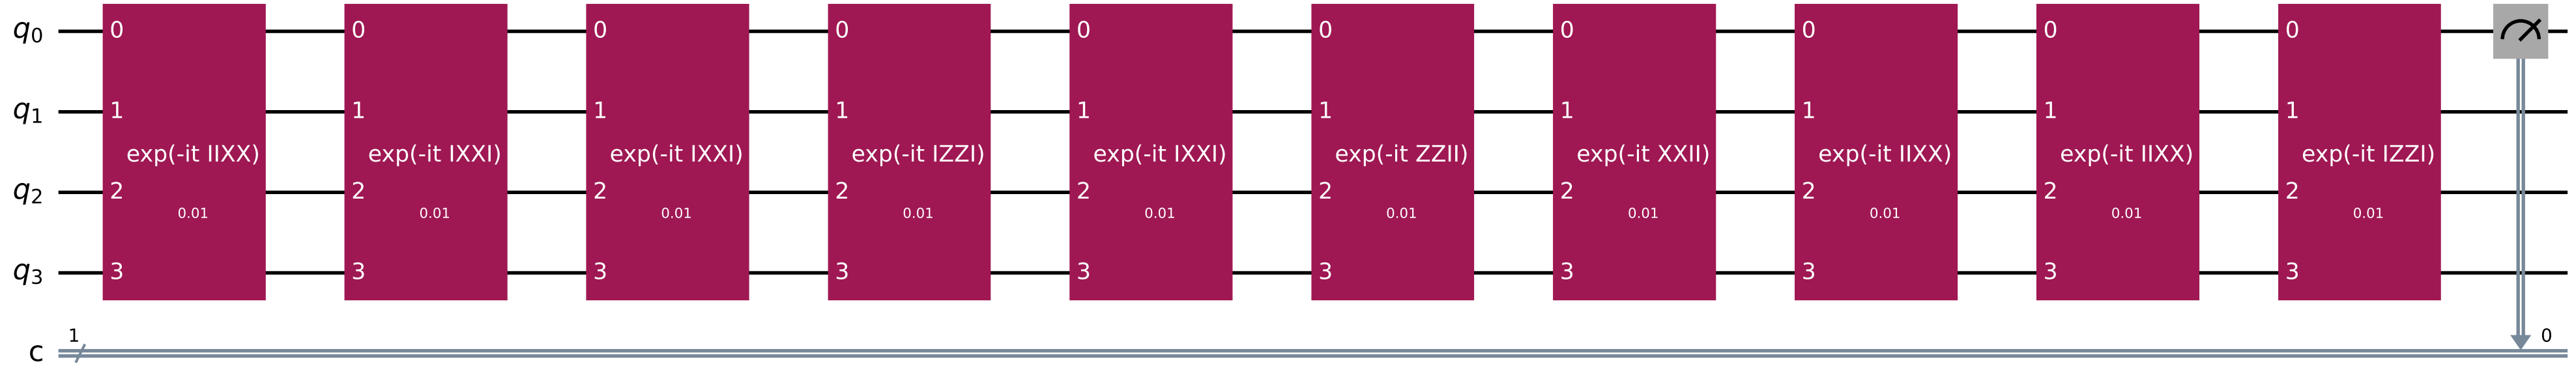 q0 0 0 0 0 0 0 0 0 0 0
q1 1 1 1 1 1 1 1 1 1 1
exp(-it IIXX) exp(-it IXXI) exp(-it IXXI) exp(-it IZZI) exp(-it IXXI) exp(-it ZZII) exp(-it XXII) exp(-it IIXX) exp(-it IIXX) exp(-it IZZI)
q2 2 2 2 2 2 2 2 2 2 2
0.01 0.01 0.01 0.01 0.01 0.01 0.01 0.01 0.01 0.01
q3 3 3 3 3 3 3 3 3 3 3
1 0
c